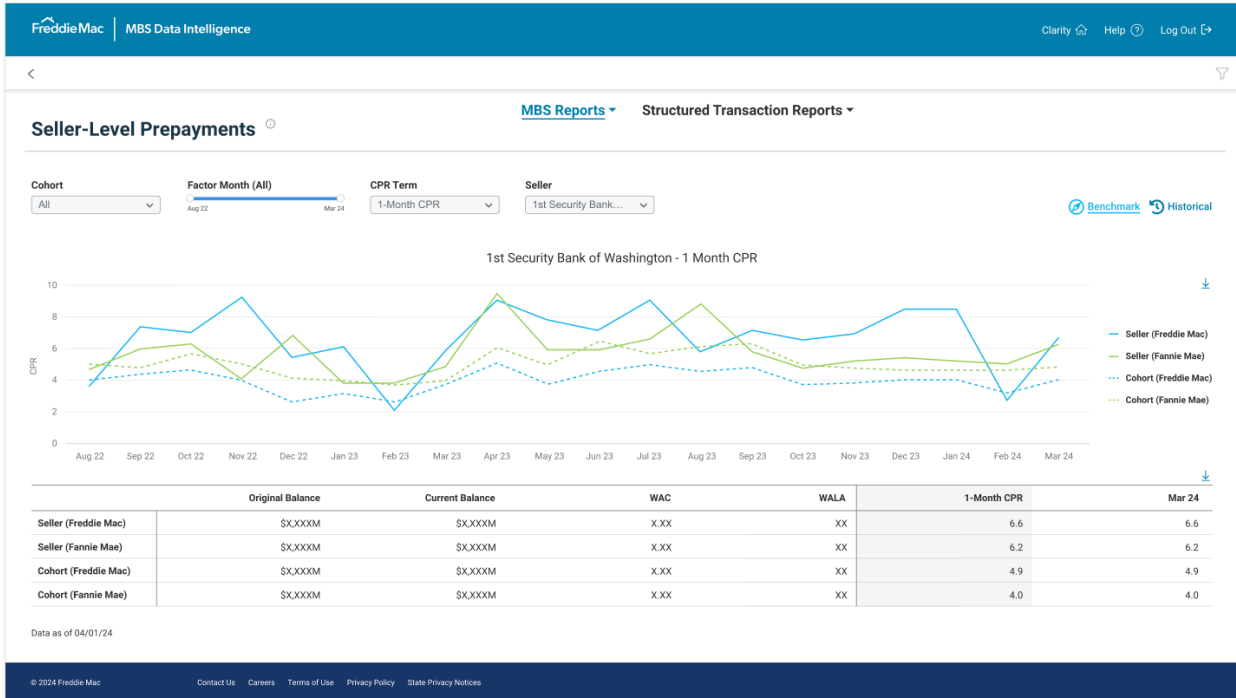 FreddieMac | MBS Data Intelligence Clarity Help Log Out
MBS Reports Structured Transaction Reports
Seller-Level Prepayments
Cohort Factor Month (All) CPR Term Seller
All Aug 22 Mar 24 1-Month CPR 1st Security Bank...
Benchmark Historical
1st Security Bank of Washington - 1 Month CPR
10
8
6
4
2
0
CPR
Seller (Freddie Mac)
Seller (Fannie Mae)
Cohort (Freddie Mac)
Cohort (Fannie Mae)
Aug 22 Sep 22 Oct 22 Nov 22 Dec 22 Jan 23 Feb 23 Mar 23 Apr 23 May 23 Jun 23 Jul 23 Aug 23 Sep 23 Oct 23 Nov 23 Dec 23 Jan 24 Feb 24 Mar 24
Original Balance Current Balance WAC WALA 1-Month CPR Mar 24
Seller (Freddie Mac) $X,XXXM $X,XXXM X.XX XX 6.6 6.6
Seller (Fannie Mae) $X,XXXM $X,XXXM X.XX XX 6.2 6.2
Cohort (Freddie Mac) $X,XXXM $X,XXXM X.XX XX 4.9 4.9
Cohort (Fannie Mae) $X,XXXM $X,XXXM X.XX XX 4.0 4.0
Data as of 04/01/24
© 2024 Freddie Mac Contact Us Careers Terms of Use Privacy Policy State Privacy Notices